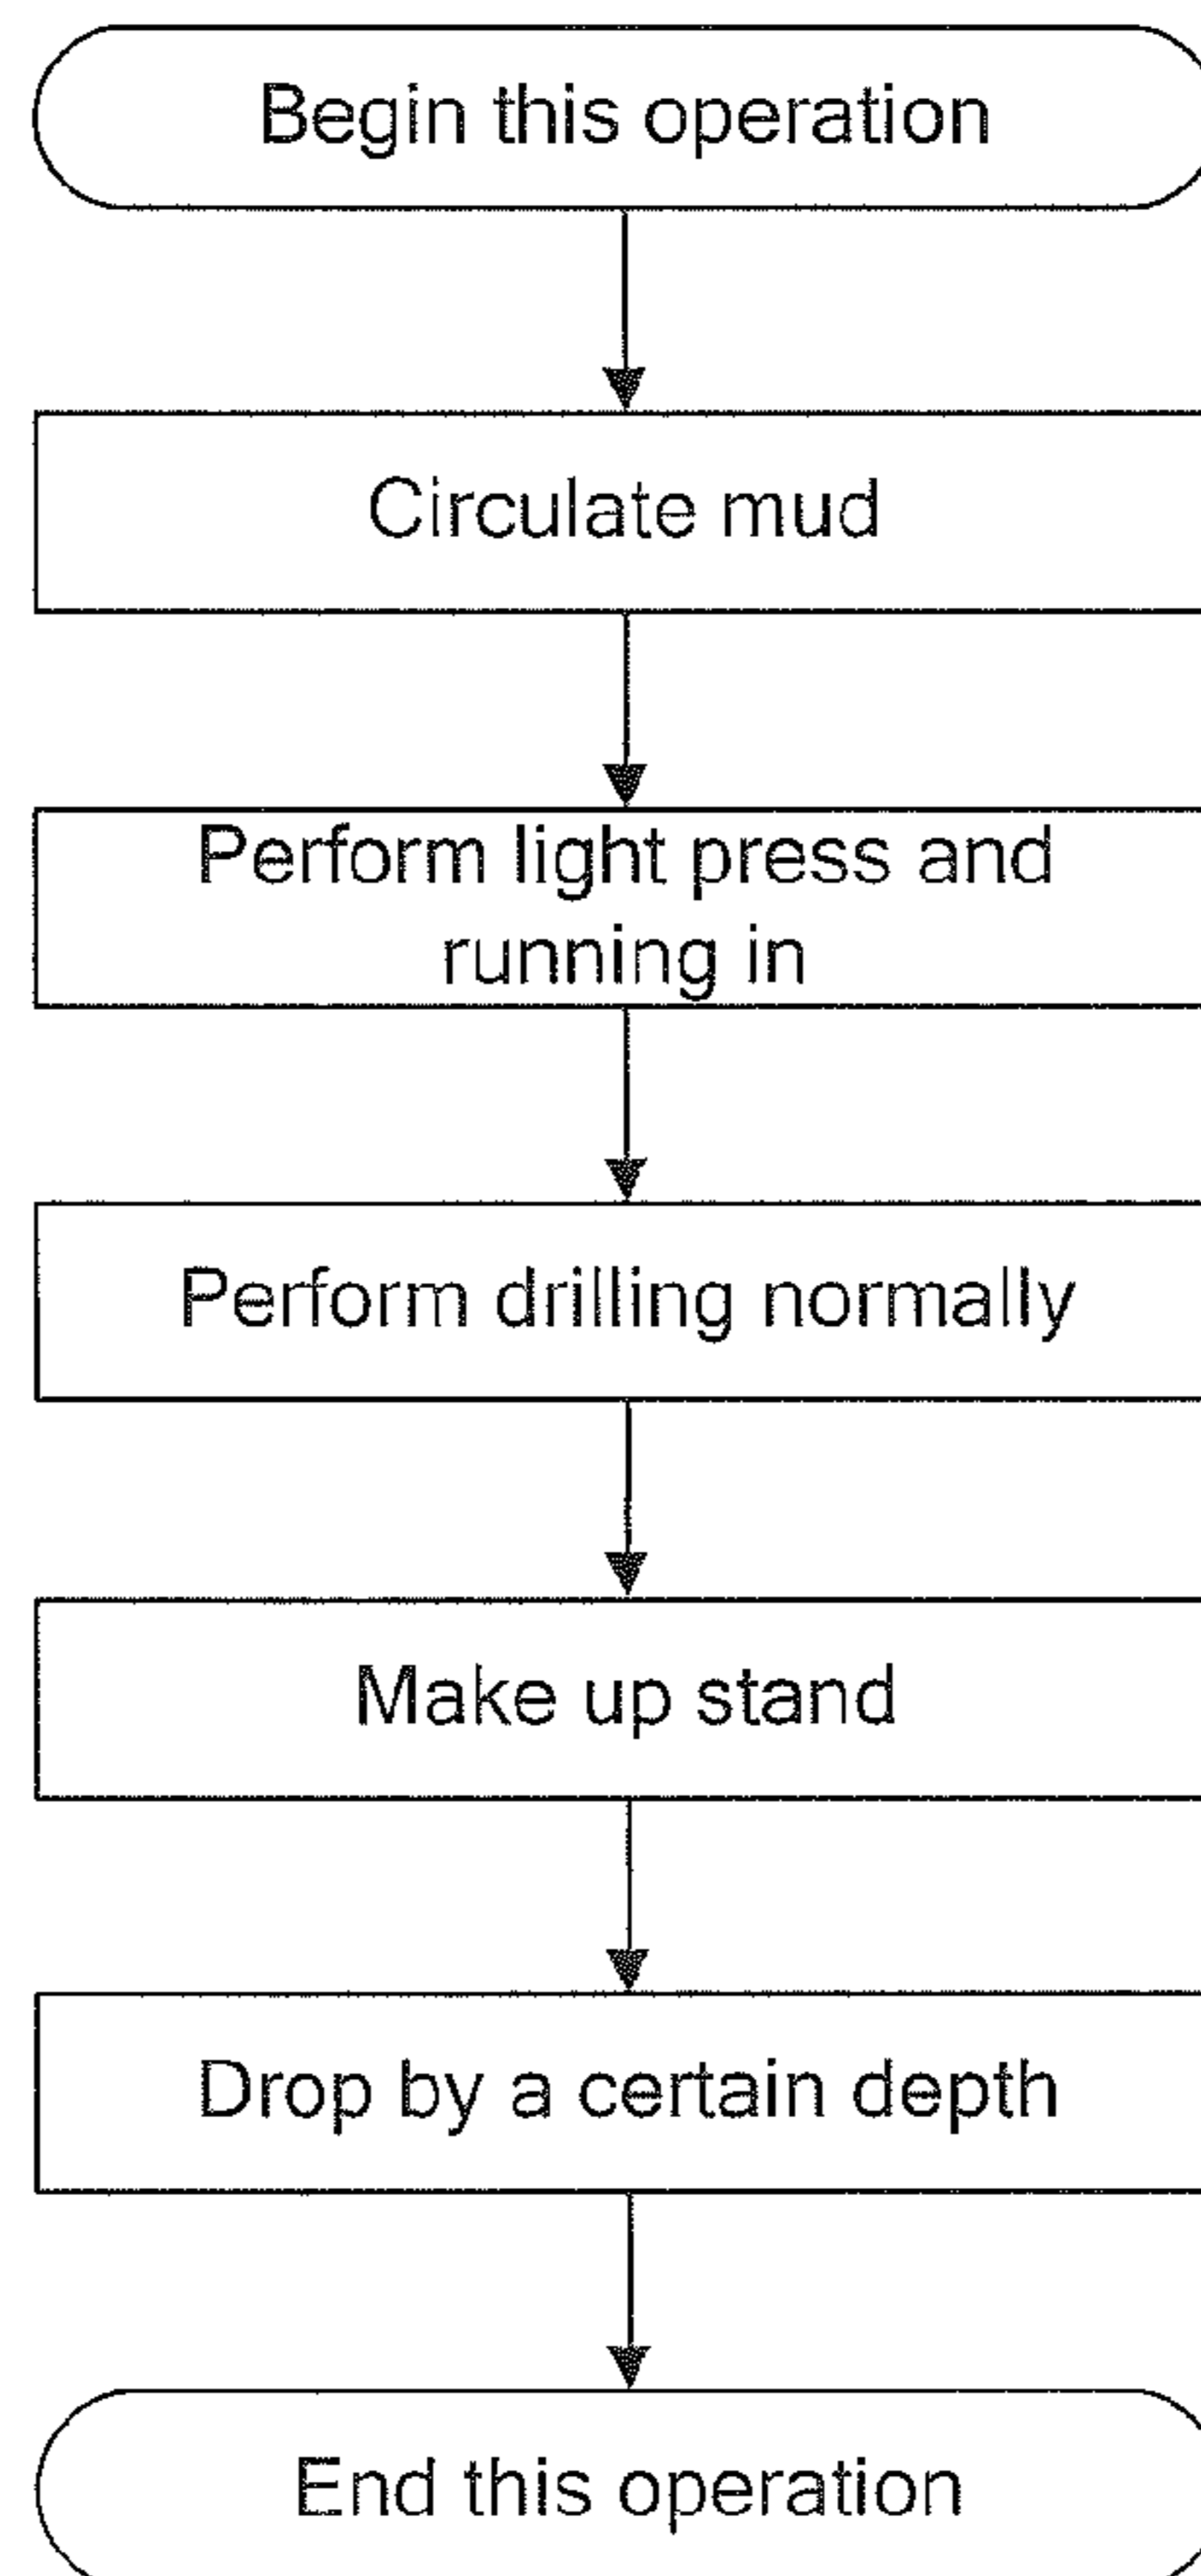 Begin this operation
Circulate mud
Perform light press and
running in
Perform drilling normally
Make up stand
Drop by a certain depth
End this operation